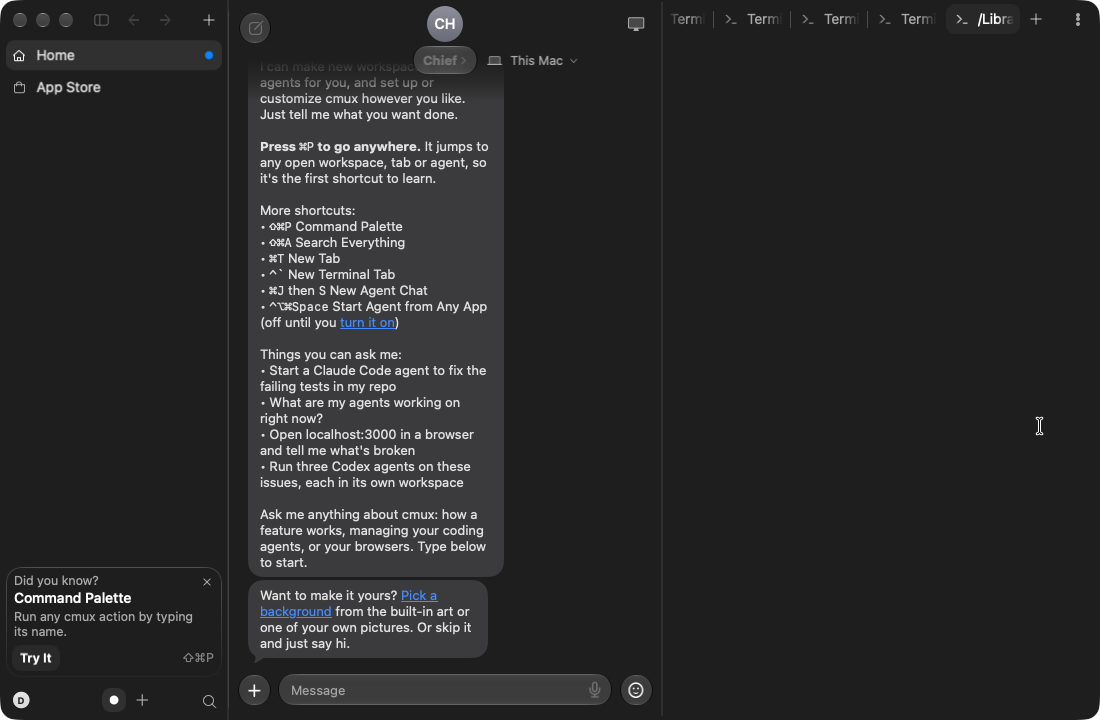 Home
App Store
CH
Chief
This Mac
Termi
Termi
Termi
Termi
/Libra
I can make new workspac
agents for you, and set up or
customize cmux however you like.
Just tell me what you want done.
Press ⌘P to go anywhere. It jumps to
any open workspace, tab or agent, so
it's the first shortcut to learn.
More shortcuts:
• ⇧⌘P Command Palette
• ⇧⌘A Search Everything
• ⌘T New Tab
• ^` New Terminal Tab
• ⌘J then S New Agent Chat
• ^⌥⌘Space Start Agent from Any App
(off until you turn it on)
Things you can ask me:
• Start a Claude Code agent to fix the
failing tests in my repo
• What are my agents working on
right now?
• Open localhost:3000 in a browser
and tell me what's broken
• Run three Codex agents on these
issues, each in its own workspace
Ask me anything about cmux: how a
feature works, managing your coding
agents, or your browsers. Type below
to start.
Want to make it yours? Pick a
background from the built-in art or
one of your own pictures. Or skip it
and just say hi.
Message
Did you know?
Command Palette
Run any cmux action by typing
its name.
Try It ⇧⌘P
D